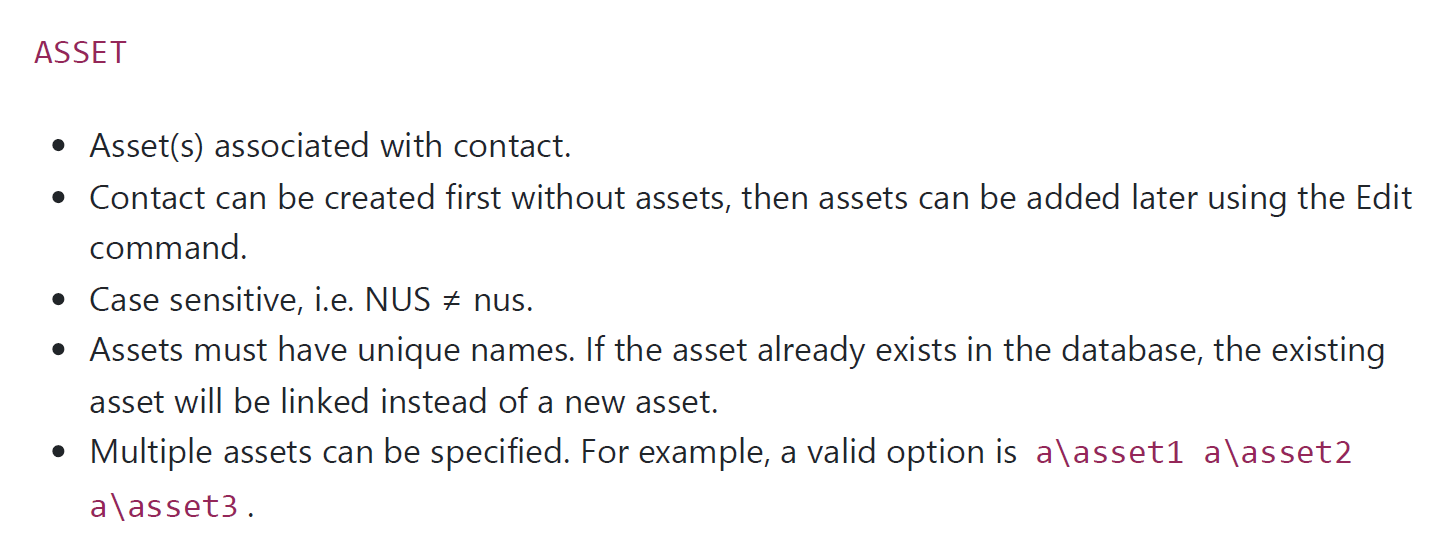 ASSET
• Asset(s) associated with contact.
• Contact can be created first without assets, then assets can be added later using the Edit
command.
• Case sensitive, i.e. NUS ≠ nus.
• Assets must have unique names. If the asset already exists in the database, the existing
asset will be linked instead of a new asset.
• Multiple assets can be specified. For example, a valid option is a\asset1 a\asset2
a\asset3.